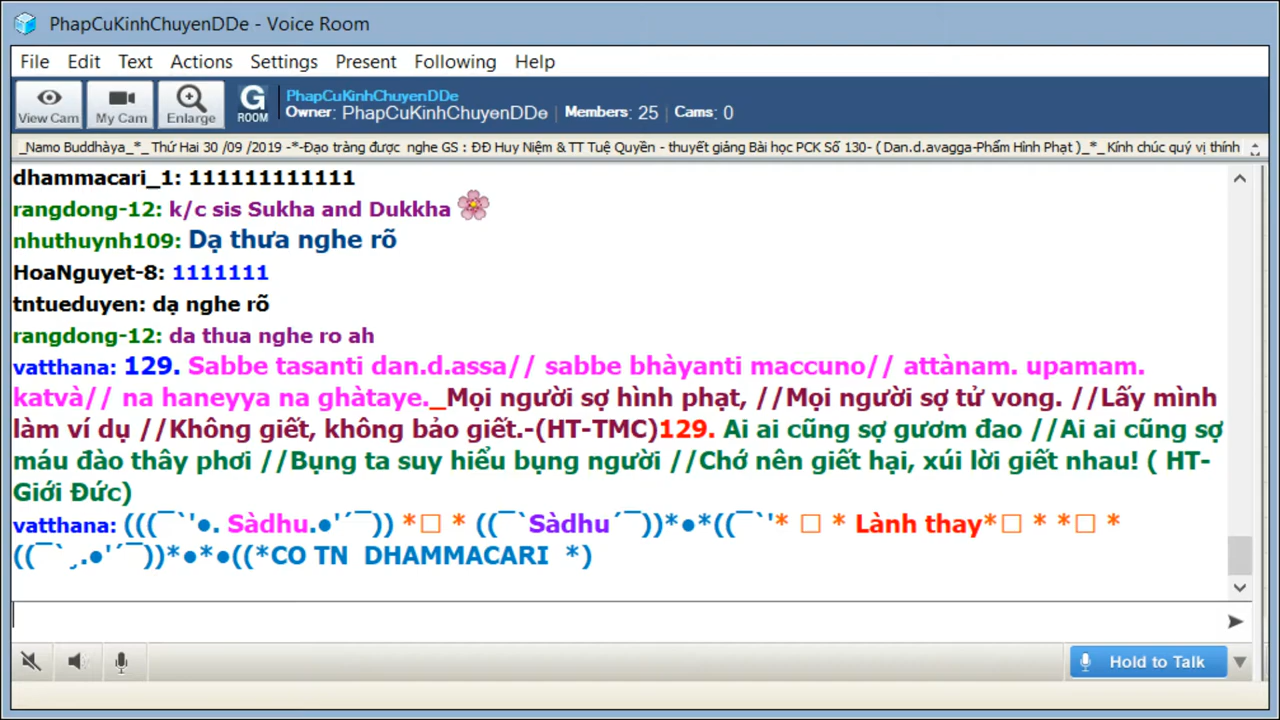 PhapCuKinhChuyenDDe - Voice Room
File Edit Text Actions Settings Present Following Help
View Cam My Cam Enlarge G ROOM PhapCuKinhChuyenDDe
Owner: PhapCuKinhChuyenDDe | Members: 25 | Cams: 0
_Namo Buddhàya_*_ Thứ Hai 30 /09 /2019 -*-Đạo tràng được nghe GS : ĐĐ Huy Niệm & TT Tuệ Quyền - thuyết giảng Bài học PCK Số 130- ( Dan.d.avagga-Phẩm Hình Phạt )_*_ Kính chúc quý vị thính
dhammacari_1: 111111111111
rangdong-12: k/c sis Sukha and Dukkha 🌸
nhuthuynh109: Dạ thưa nghe rõ
HoaNguyet-8: 1111111
tntueduyen: dạ nghe rõ
rangdong-12: da thua nghe ro ah
vatthana: 129. Sabbe tasanti dan.d.assa// sabbe bhàyanti maccuno// attànam. upamam.
katvà// na haneyya na ghàtaye._Mọi người sợ hình phạt, //Mọi người sợ tử vong. //Lấy mình
làm ví dụ //Không giết, không bảo giết.-(HT-TMC)129. Ai ai cũng sợ gươm đao //Ai ai cũng sợ
máu đào thây phơi //Bụng ta suy hiểu bụng người //Chớ nên giết hại, xúi lời giết nhau! ( HT-
Giới Đức)
vatthana: (((¯`'●. Sàdhu.●'´¯)) *□ * ((¯`Sàdhu´¯))*●*((¯`'* □ * Lành thay*□ * *□ *
((¯`¸.●'´¯))*●*●((*CO TN DHAMMACARI *)
Hold to Talk